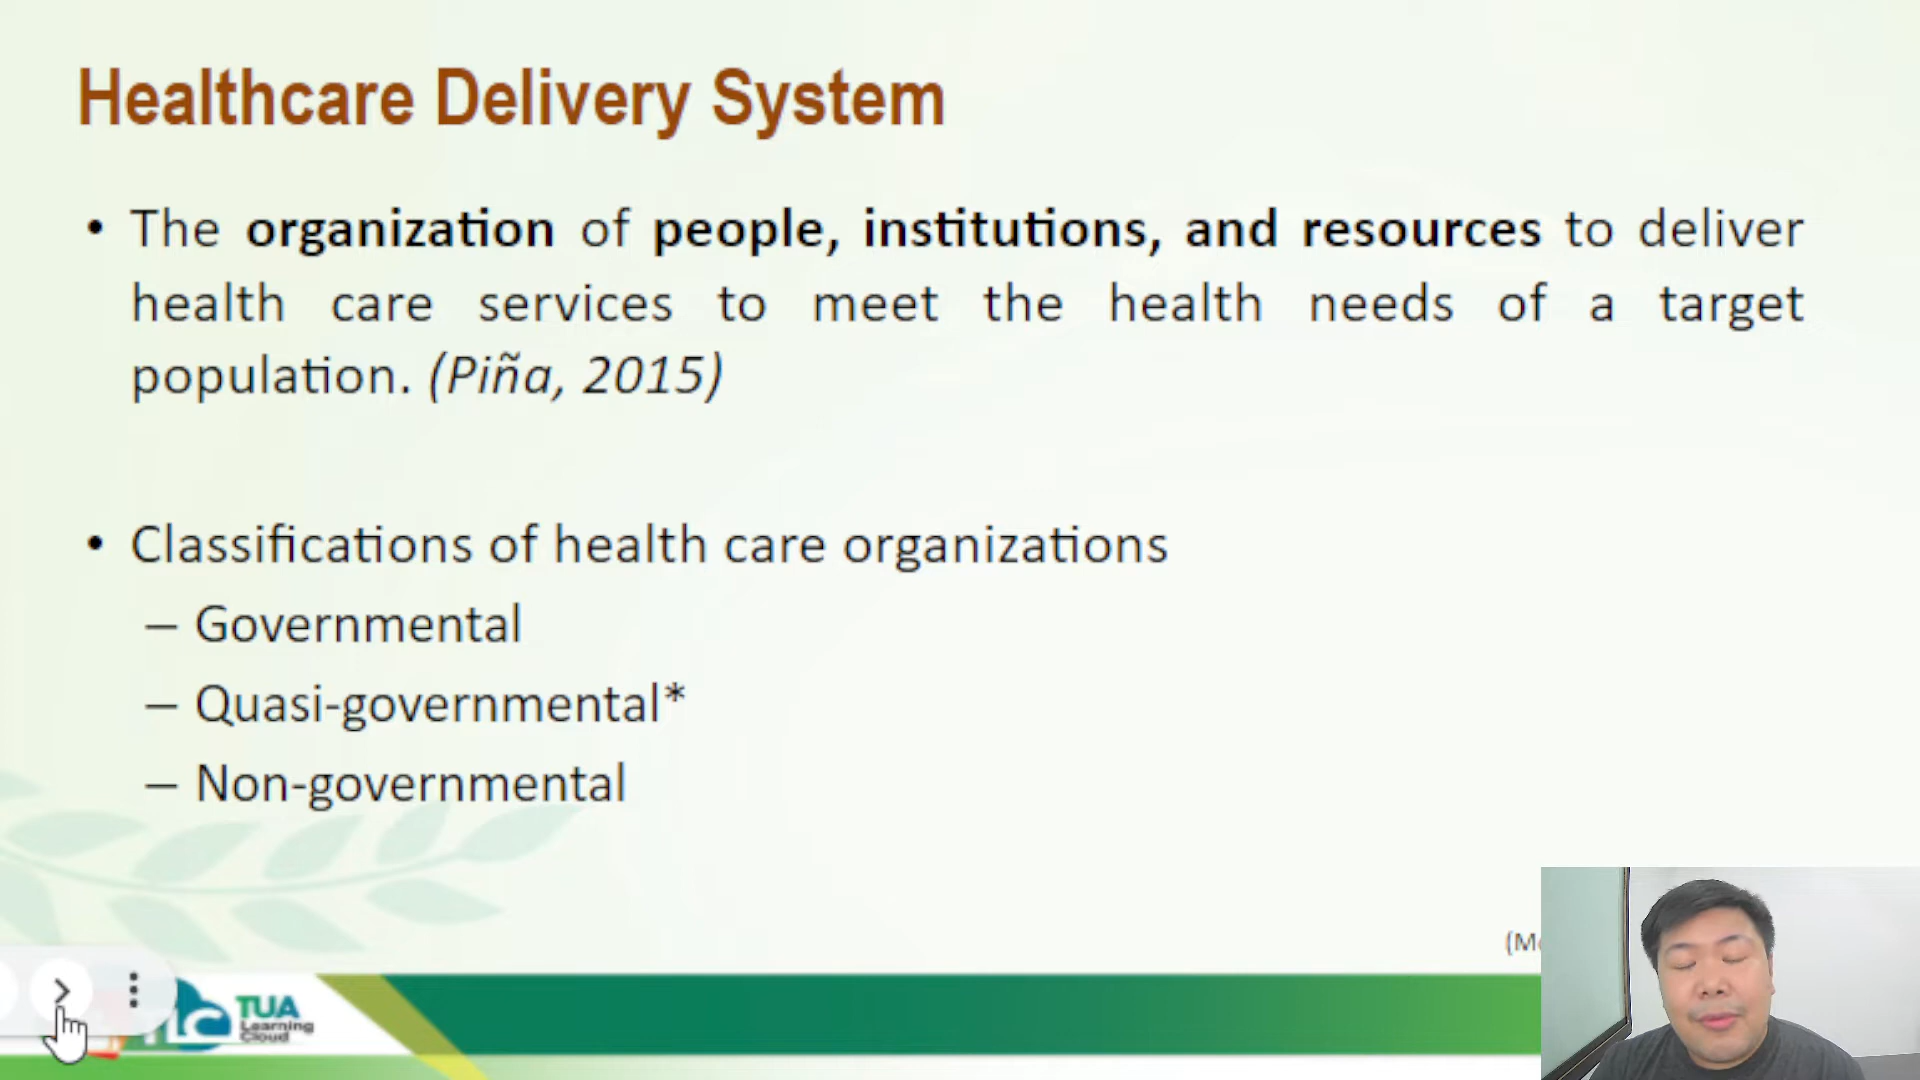 Healthcare Delivery System
• The organization of people, institutions, and resources to deliver
health care services to meet the health needs of a target
population. (Piña, 2015)
• Classifications of health care organizations
– Governmental
– Quasi-governmental*
– Non-governmental
TUA
Learning
Cloud